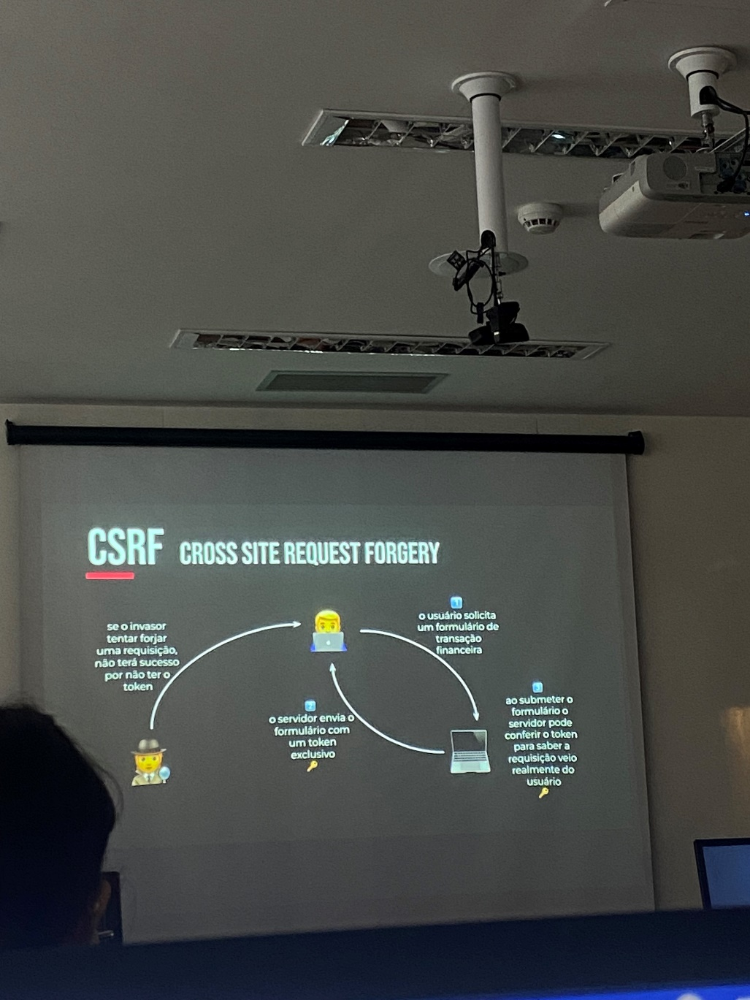 CSRF CROSS SITE REQUEST FORGERY
se o invasor
tentar forjar
uma requisição,
não terá sucesso
por não ter o
token
1
o usuário solicita
um formulário de
transação
financeira
2
o servidor envia o
formulário com
um token
exclusivo
3
ao submeter o
formulário o
servidor pode
conferir o token
para saber a
requisição veio
realmente do
usuário